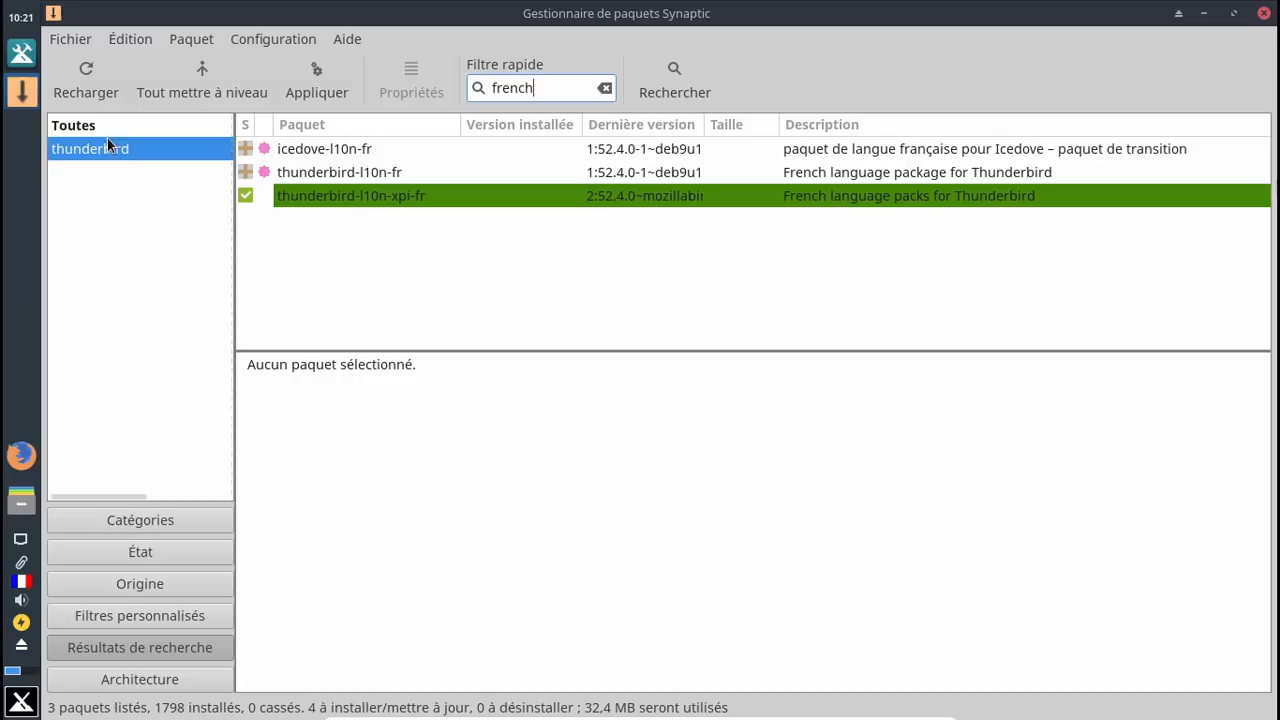 10:21
Gestionnaire de paquets Synaptic
Fichier Édition Paquet Configuration Aide
Filtre rapide
french
Recharger Tout mettre à niveau Appliquer Propriétés Rechercher
Toutes
thunderbird
S Paquet Version installée Dernière version Taille Description
icedove-l10n-fr 1:52.4.0-1~deb9u1 paquet de langue française pour Icedove – paquet de transition
thunderbird-l10n-fr 1:52.4.0-1~deb9u1 French language package for Thunderbird
thunderbird-l10n-xpi-fr 2:52.4.0~mozillabin French language packs for Thunderbird
Aucun paquet sélectionné.
Catégories
État
Origine
Filtres personnalisés
Résultats de recherche
Architecture
3 paquets listés, 1798 installés, 0 cassés. 4 à installer/mettre à jour, 0 à désinstaller ; 32,4 MB seront utilisés